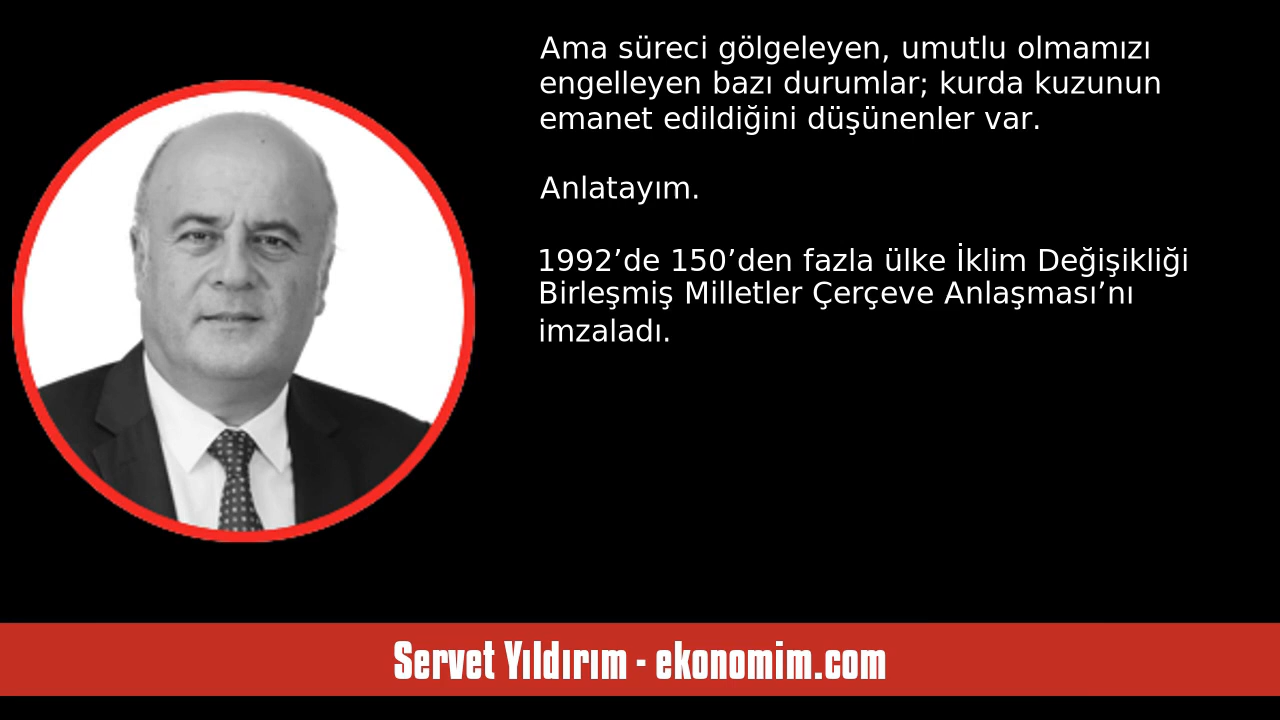 Ama süreci gölgeleyen, umutlu olmamızı
engelleyen bazı durumlar; kurda kuzunun
emanet edildiğini düşünenler var.
Anlatayım.
1992’de 150’den fazla ülke İklim Değişikliği
Birleşmiş Milletler Çerçeve Anlaşması’nı
imzaladı.
Servet Yıldırım - ekonomim.com